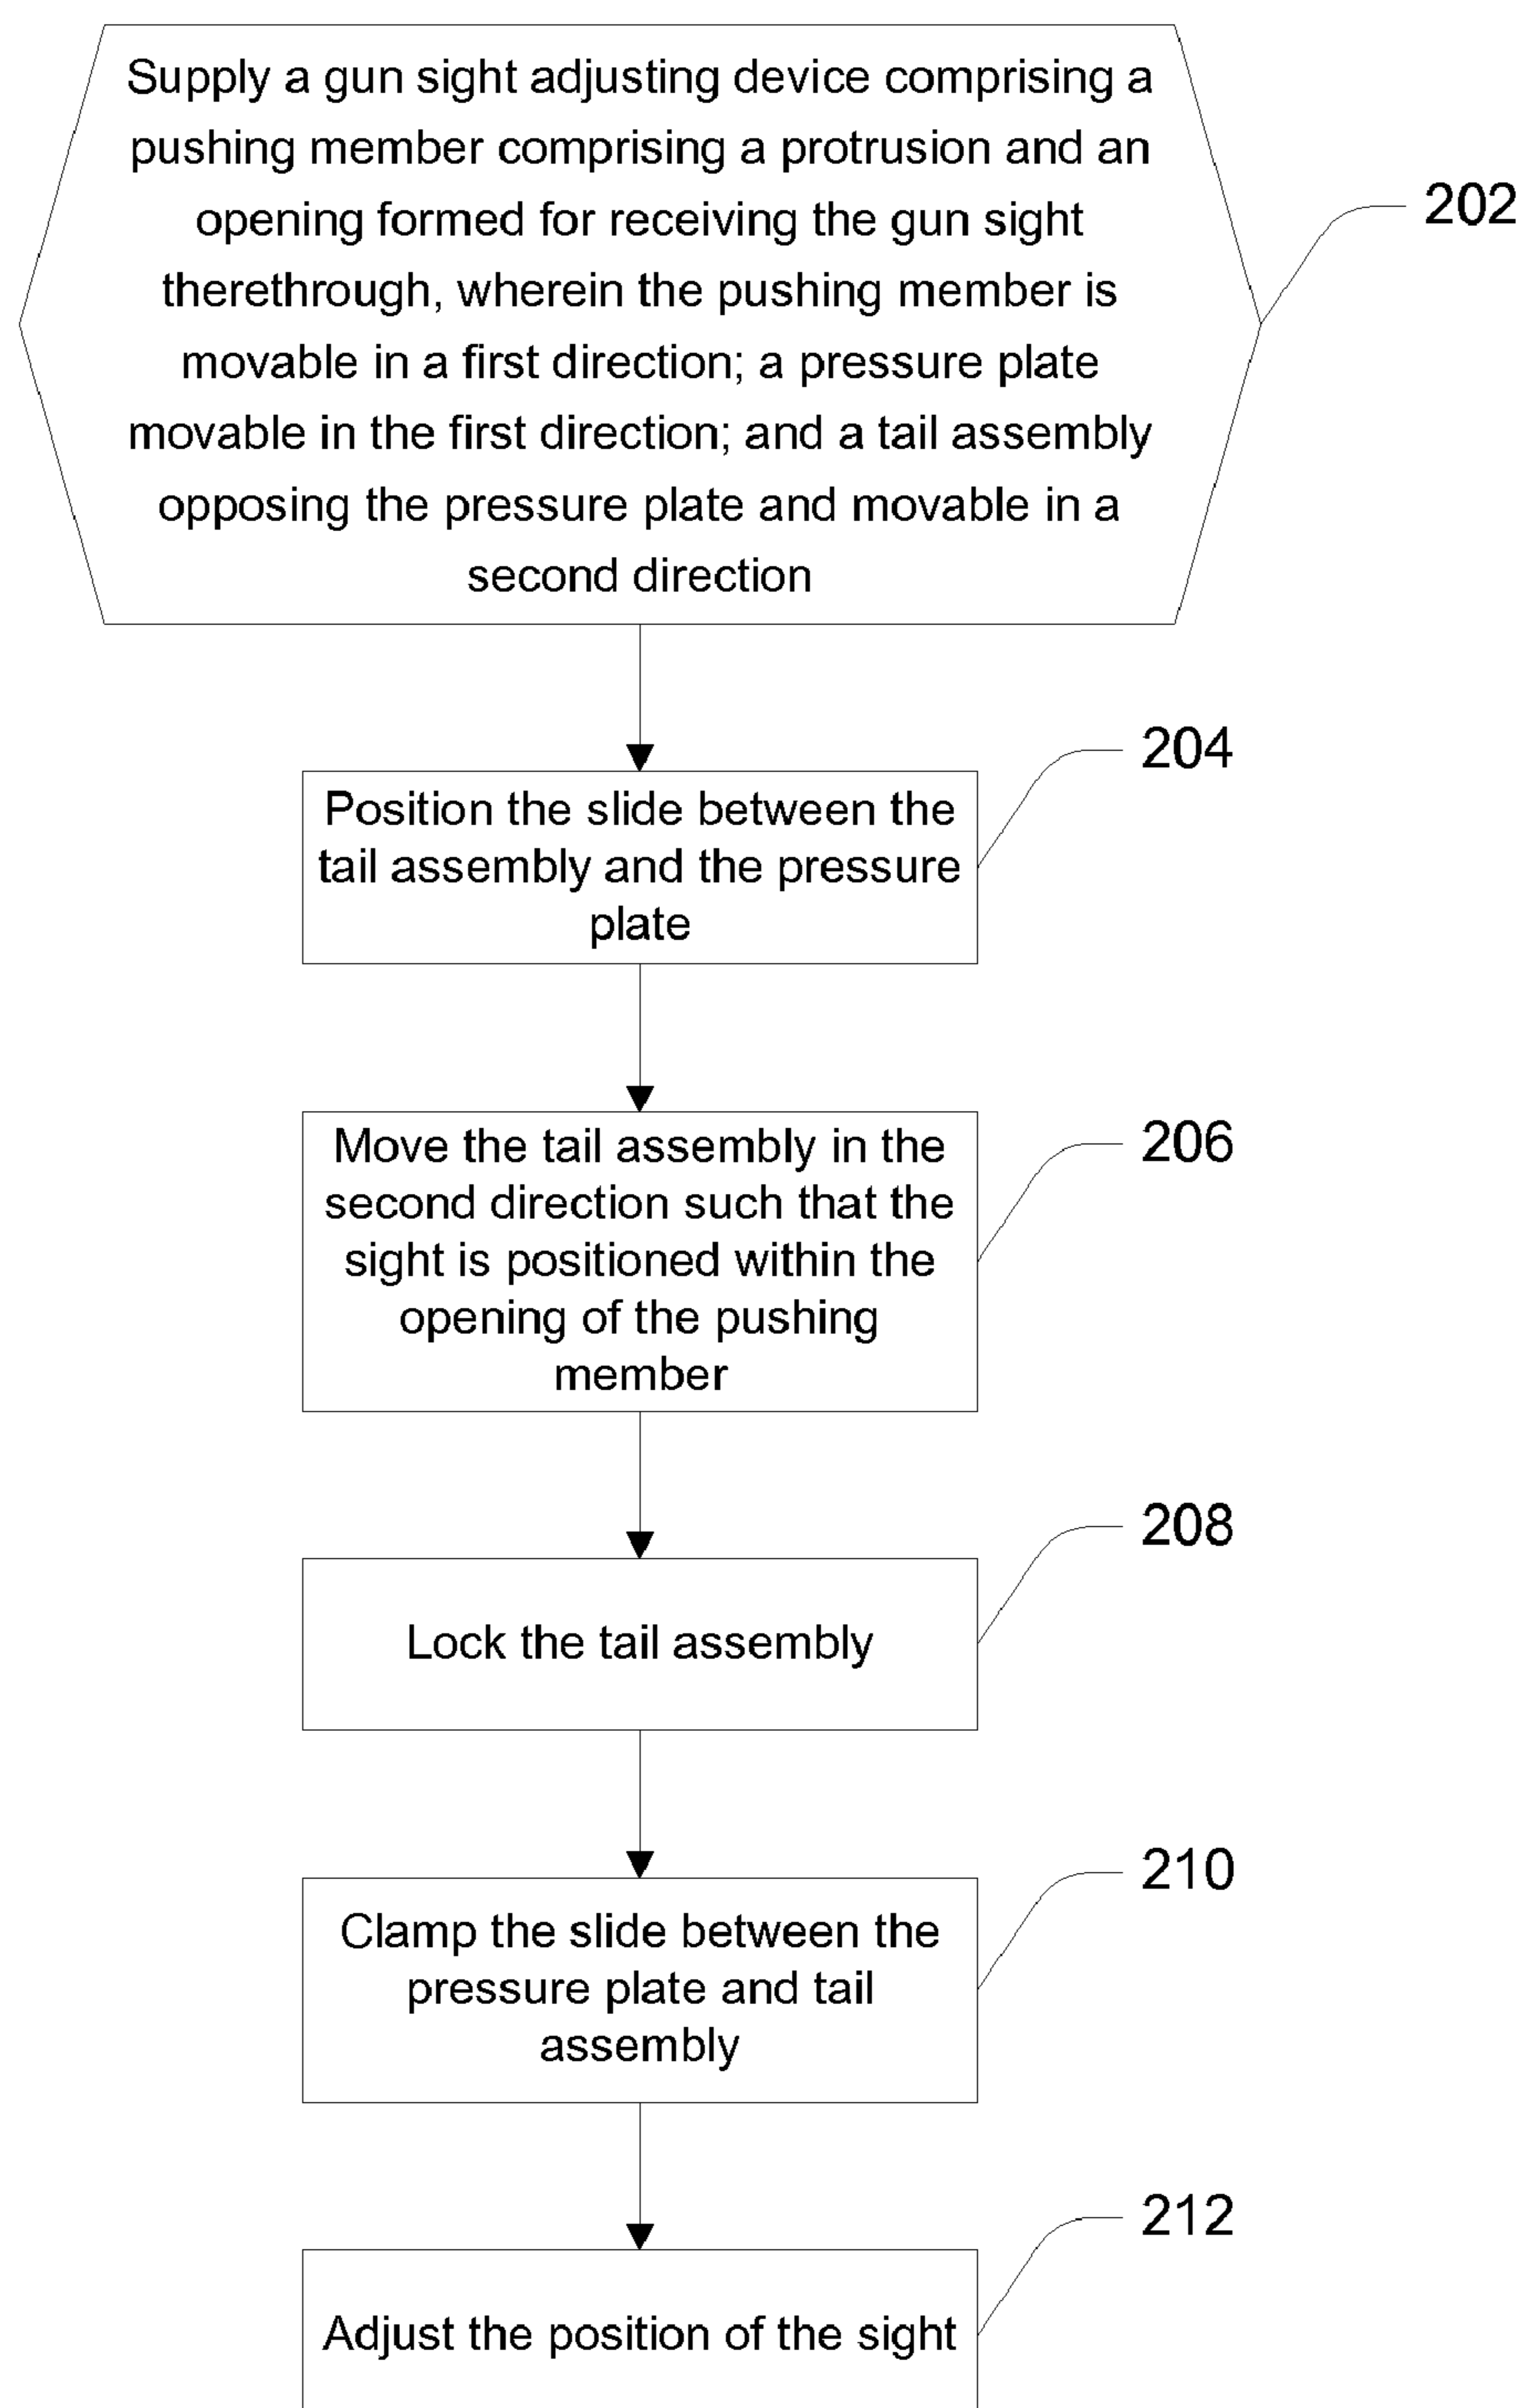 Supply a gun sight adjusting device comprising a
pushing member comprising a protrusion and an
opening formed for receiving the gun sight
therethrough, wherein the pushing member is
movable in a first direction; a pressure plate
movable in the first direction; and a tail assembly
opposing the pressure plate and movable in a
second direction
202
204
Position the slide between the
tail assembly and the pressure
plate
206
Move the tail assembly in the
second direction such that the
sight is positioned within the
opening of the pushing
member
208
Lock the tail assembly
210
Clamp the slide between the
pressure plate and tail
assembly
212
Adjust the position of the sight